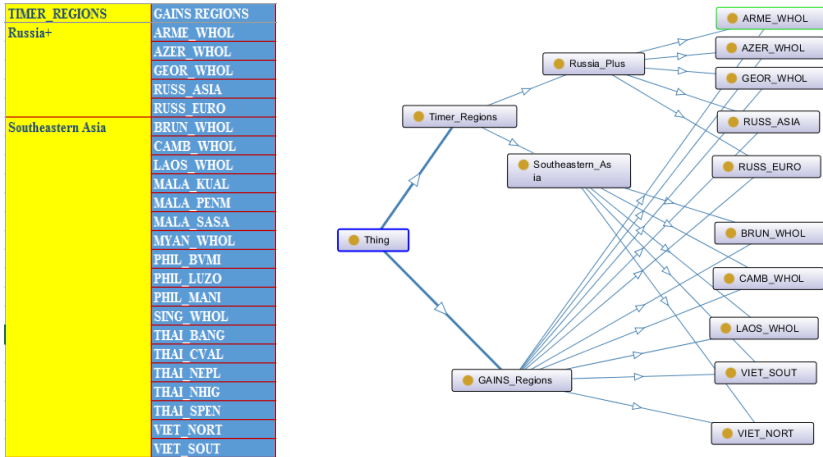 TIMER_REGIONS GAINS REGIONS
Russia+ ARME_WHOL
AZER_WHOL
GEOR_WHOL
RUSS_ASIA
RUSS_EURO
Southeastern Asia BRUN_WHOL
CAMB_WHOL
LAOS_WHOL
MALA_KUAL
MALA_PENM
MALA_SASA
MYAN_WHOL
PHIL_BVMI
PHIL_LUZO
PHIL_MANI
SING_WHOL
THAI_BANG
THAI_CVAL
THAI_NEPL
THAI_NHIG
THAI_SPEN
VIET_NORT
VIET_SOUT
Thing
Timer_Regions
GAINS_Regions
Russia_Plus
Southeastern_As
ia
ARME_WHOL
AZER_WHOL
GEOR_WHOL
RUSS_ASIA
RUSS_EURO
BRUN_WHOL
CAMB_WHOL
LAOS_WHOL
VIET_SOUT
VIET_NORT